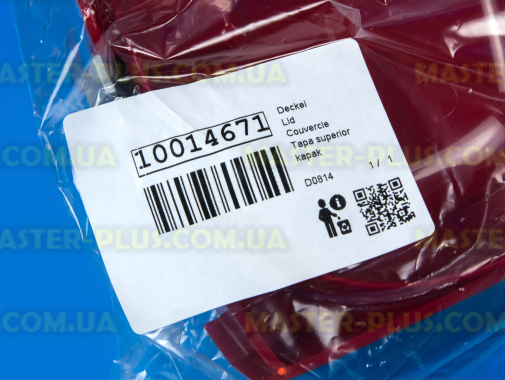 10014671
Deckel
Lid
Couvercle
Tapa superior
kapak
D0814
1 / 1
MASTER-PLUS.COM.UA